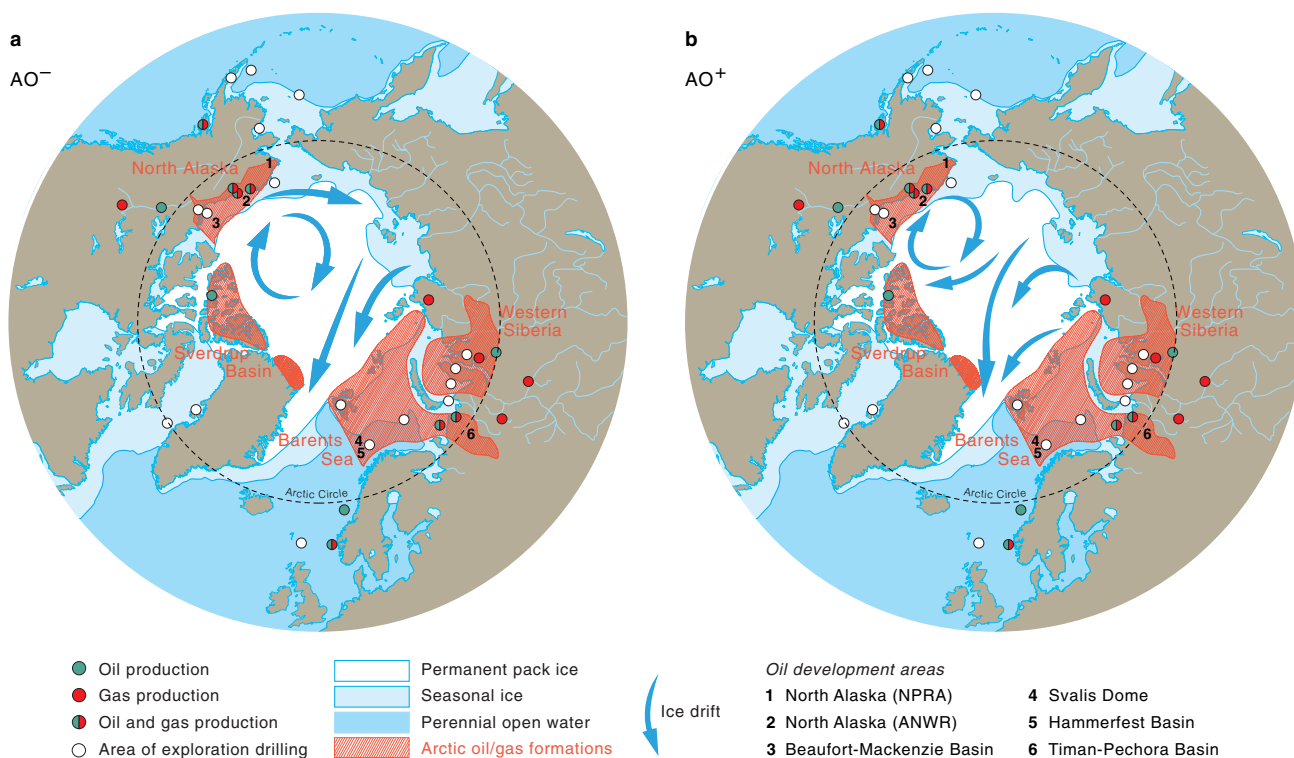 a
AO−
North Alaska
1
2
3
Sverdrup
Basin
Western
Siberia
Barents
Sea
4
5
6
Arctic Circle
b
AO+
North Alaska
1
2
3
Sverdrup
Basin
Western
Siberia
Barents
Sea
4
5
6
Arctic Circle
Oil production
Gas production
Oil and gas production
Area of exploration drilling
Permanent pack ice
Seasonal ice
Perennial open water
Arctic oil/gas formations
Ice drift
Oil development areas
1 North Alaska (NPRA)
2 North Alaska (ANWR)
3 Beaufort-Mackenzie Basin
4 Svalis Dome
5 Hammerfest Basin
6 Timan-Pechora Basin